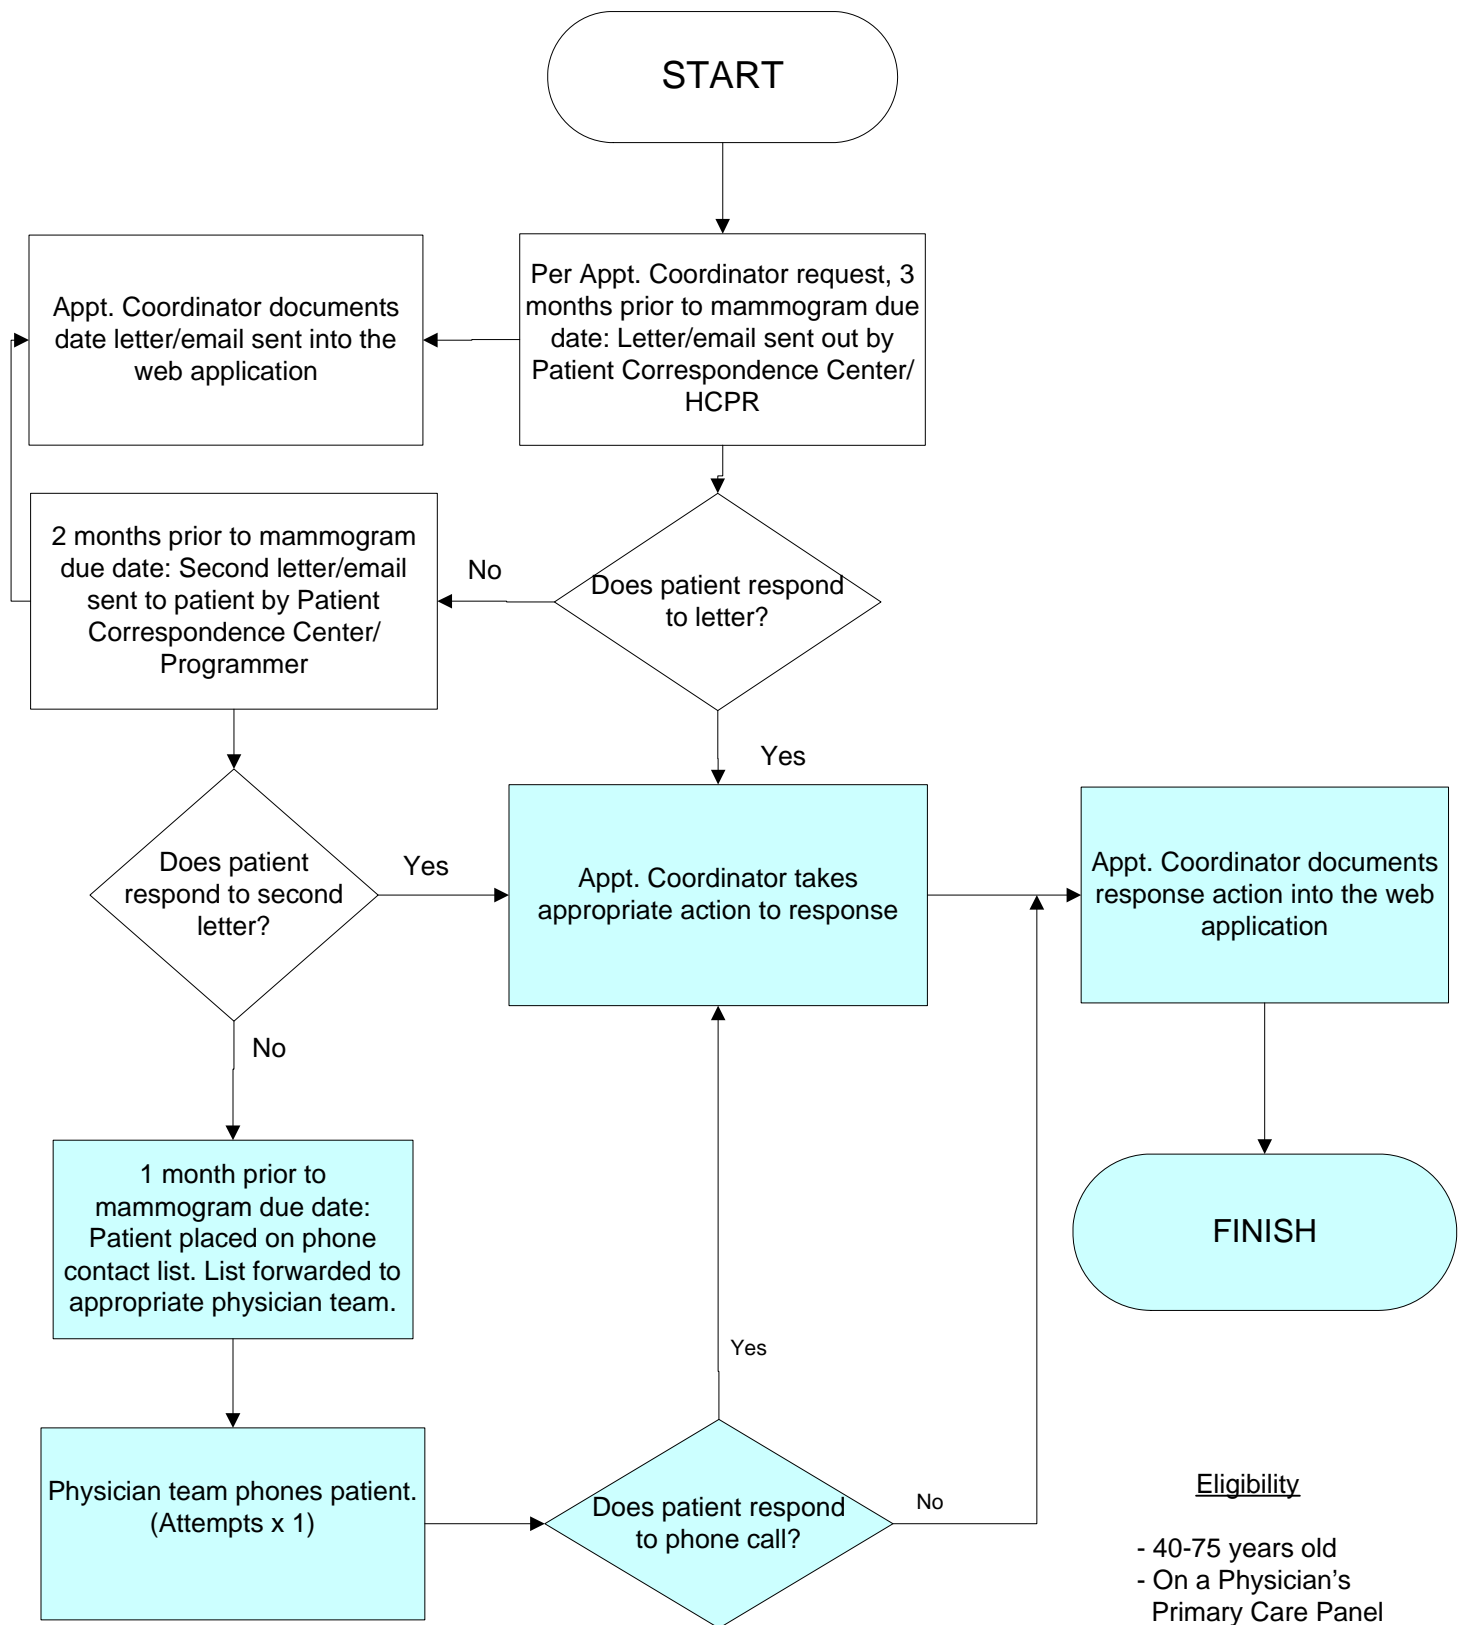 START
Appt. Coordinator documents
date letter/email sent into the
web application
Per Appt. Coordinator request, 3
months prior to mammogram due
date: Letter/email sent out by
Patient Correspondence Center/
HCPR
2 months prior to mammogram
due date: Second letter/email
sent to patient by Patient
Correspondence Center/
Programmer
No
Does patient respond
to letter?
Yes
Does patient
respond to second
letter?
Yes
Appt. Coordinator takes
appropriate action to response
Appt. Coordinator documents
response action into the web
application
No
1 month prior to
mammogram due date:
Patient placed on phone
contact list. List forwarded to
appropriate physician team.
FINISH
Yes
Physician team phones patient.
(Attempts x 1)
Does patient respond
to phone call?
No
Eligibility
- 40-75 years old
- On a Physician’s
Primary Care Panel